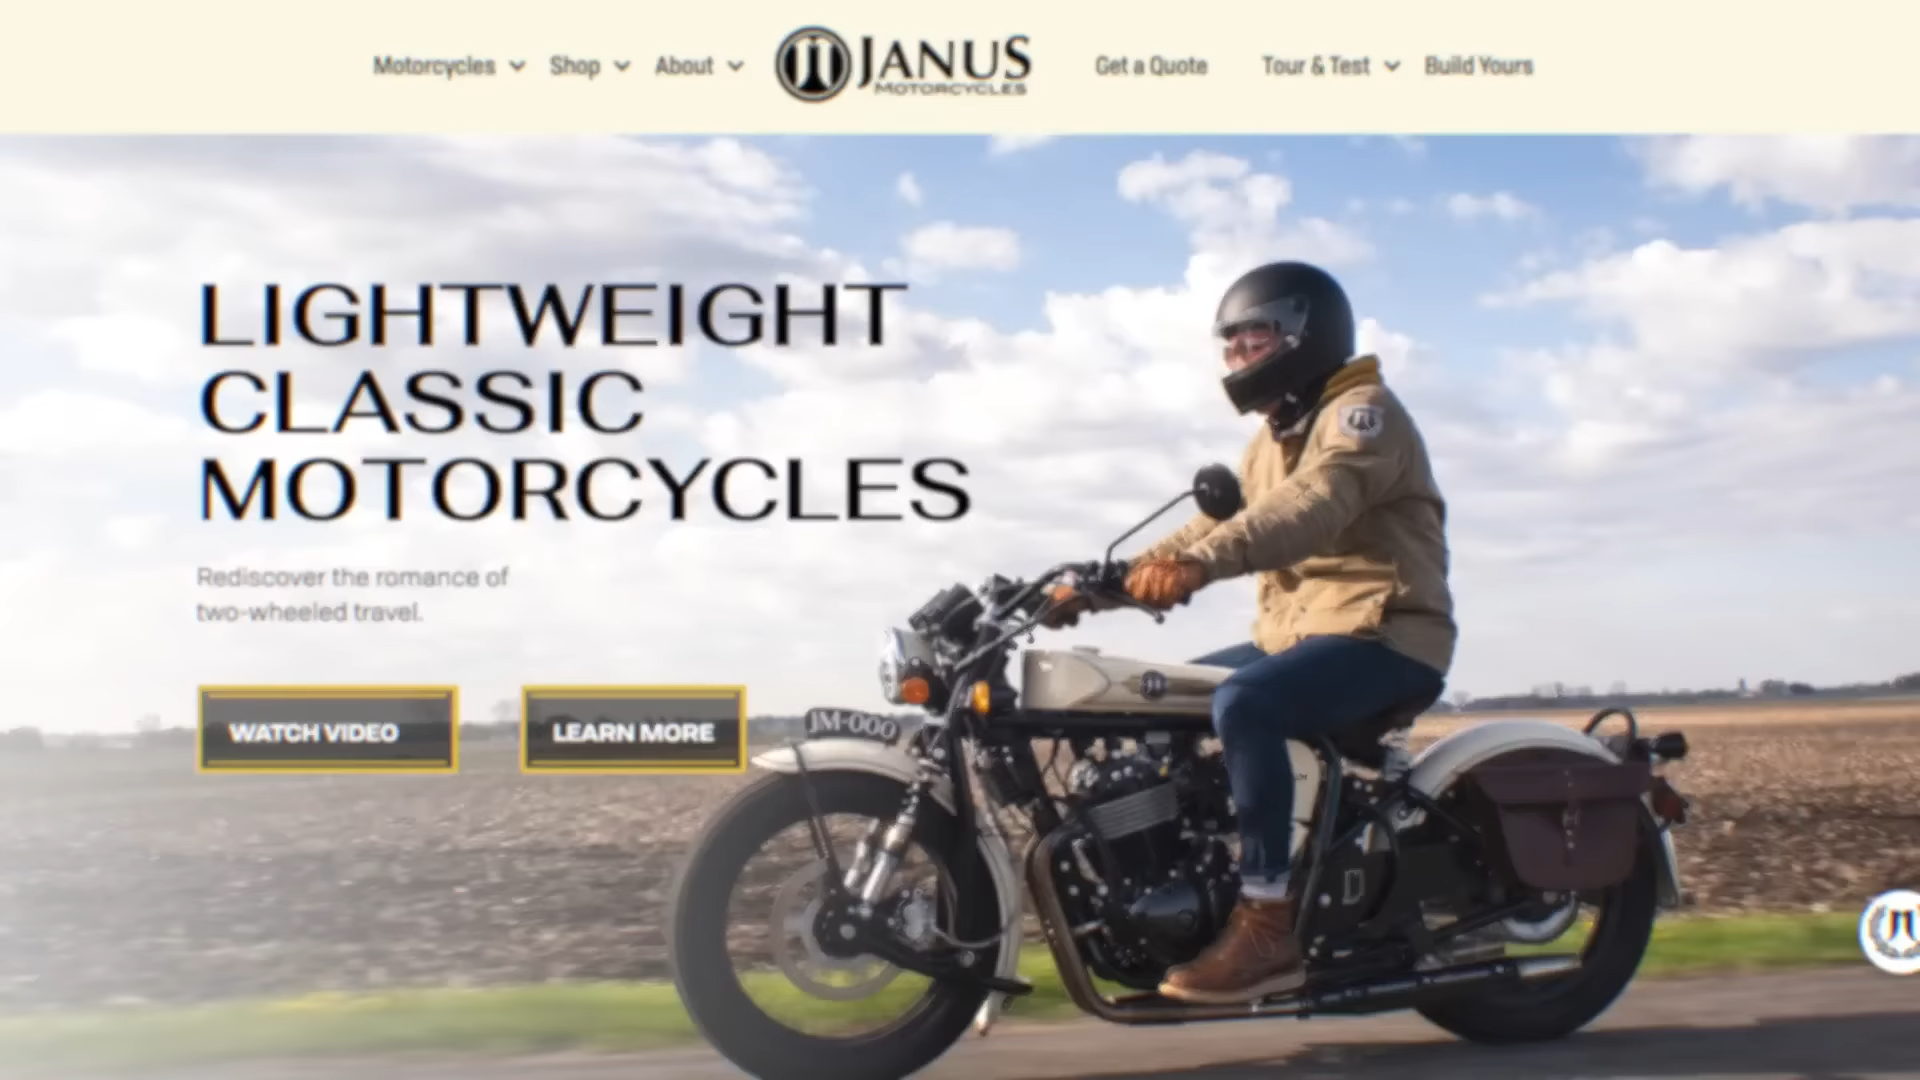 Motorcycles
Shop
About
JANUS
MOTORCYCLES
Get a Quote
Tour & Test
Build Yours
LIGHTWEIGHT
CLASSIC
MOTORCYCLES
Rediscover the romance of
two-wheeled travel.
WATCH VIDEO
LEARN MORE
JM-000